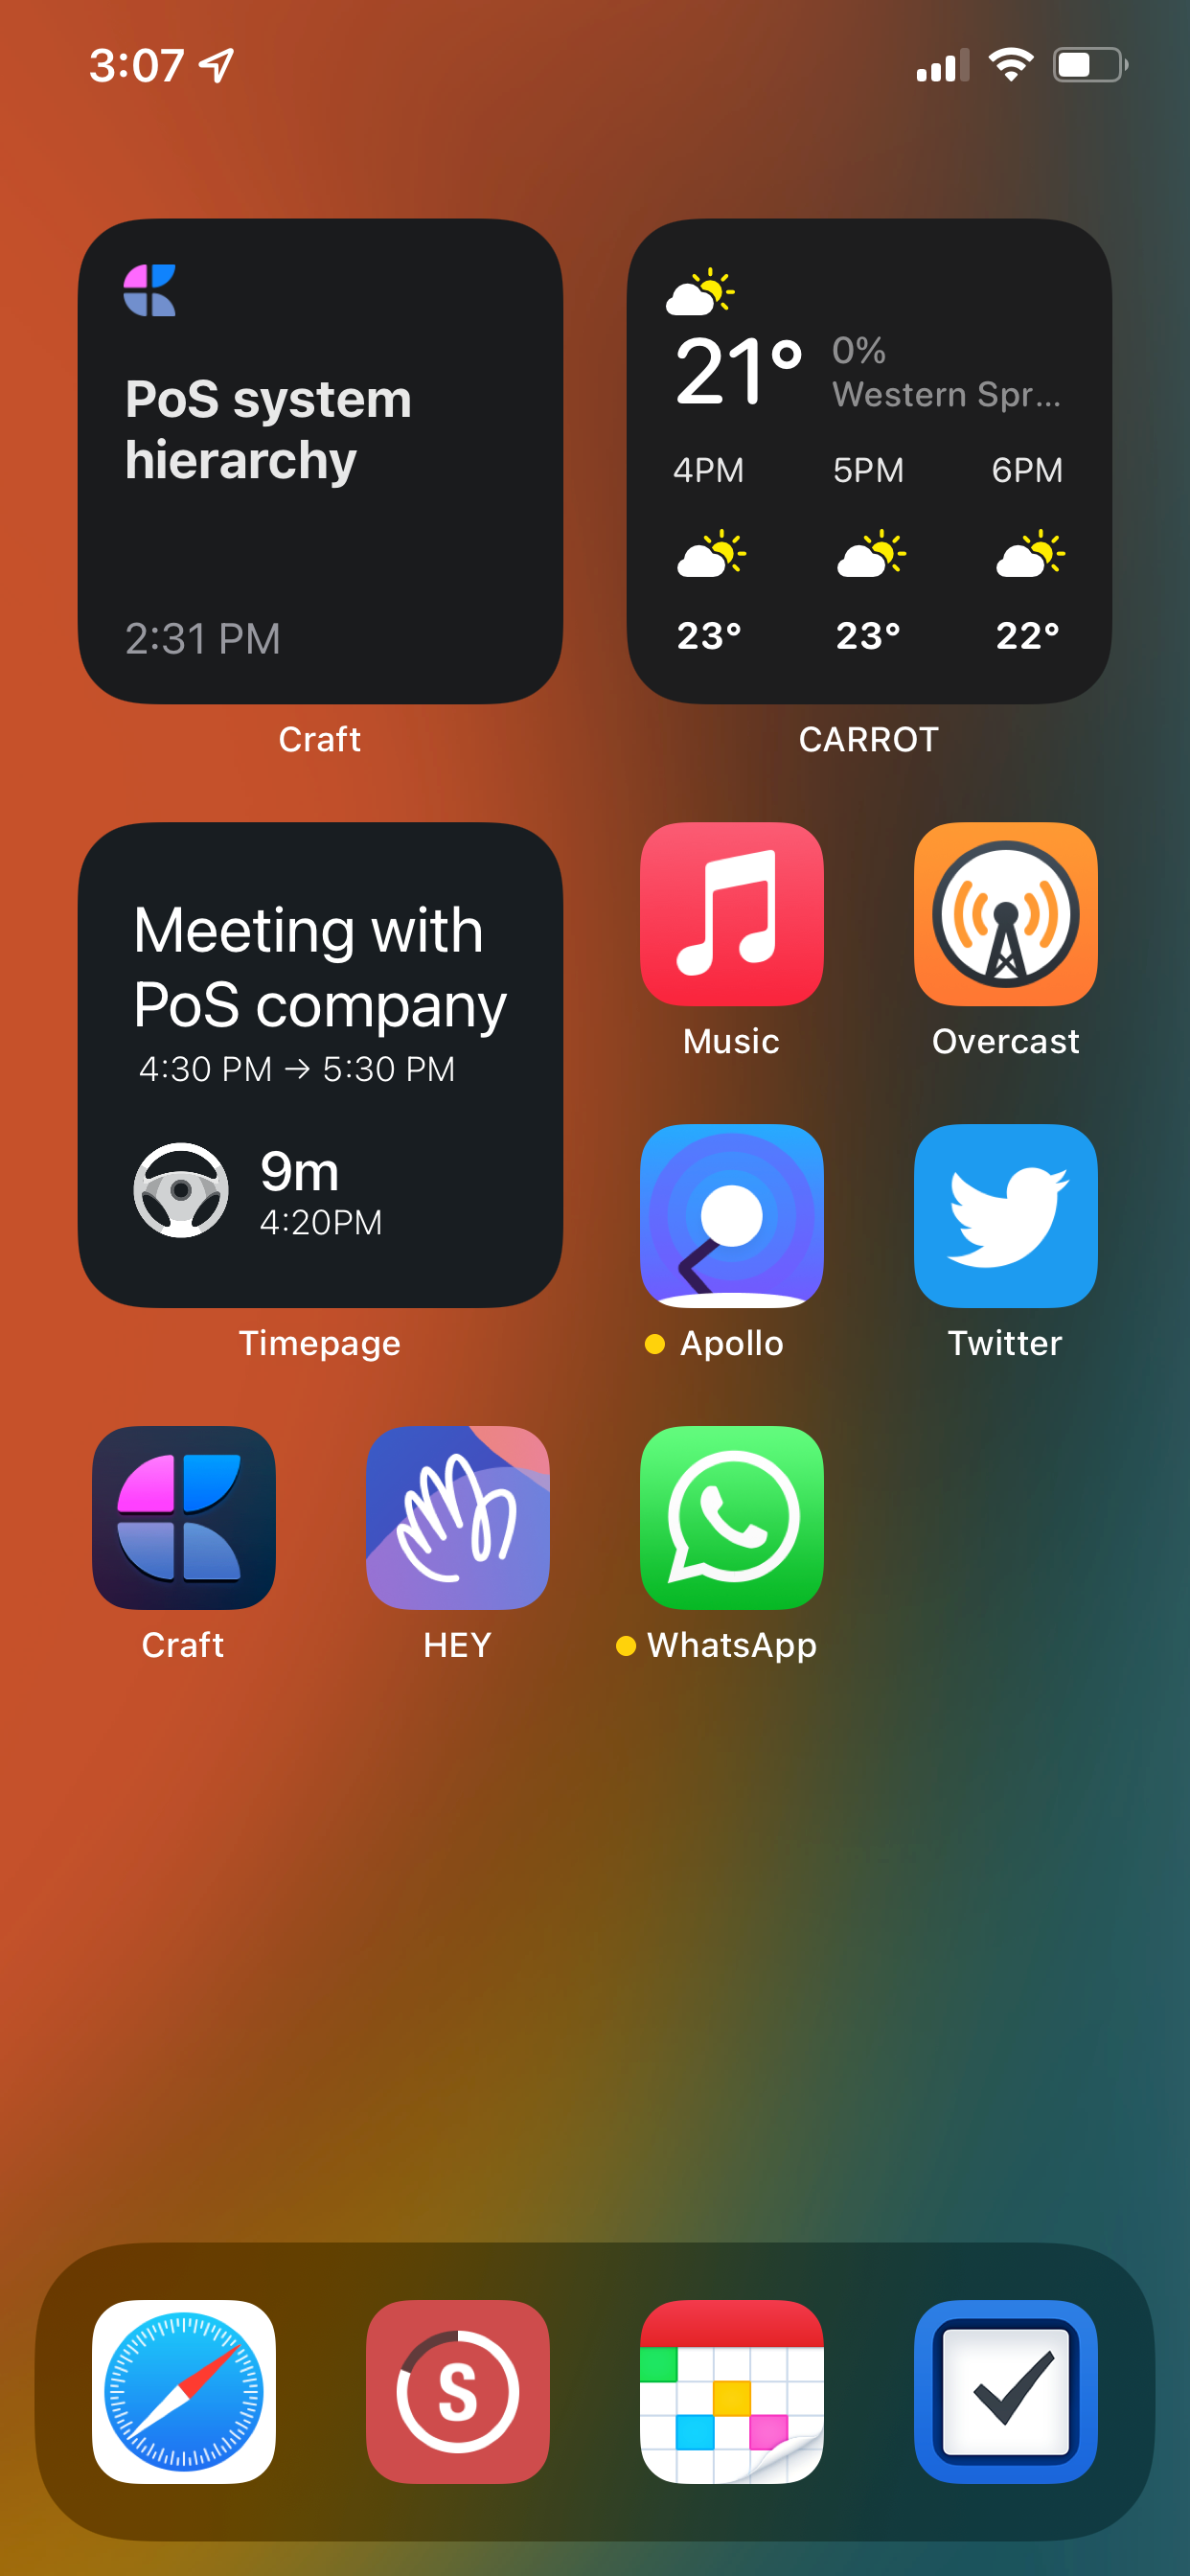 3:07
PoS system
hierarchy
2:31 PM
Craft
21°
0%
Western Spr...
4PM 5PM 6PM
23° 23° 22°
CARROT
Meeting with
PoS company
4:30 PM → 5:30 PM
9m
4:20PM
Timepage
Music
Overcast
Apollo
Twitter
Craft
HEY
WhatsApp
S